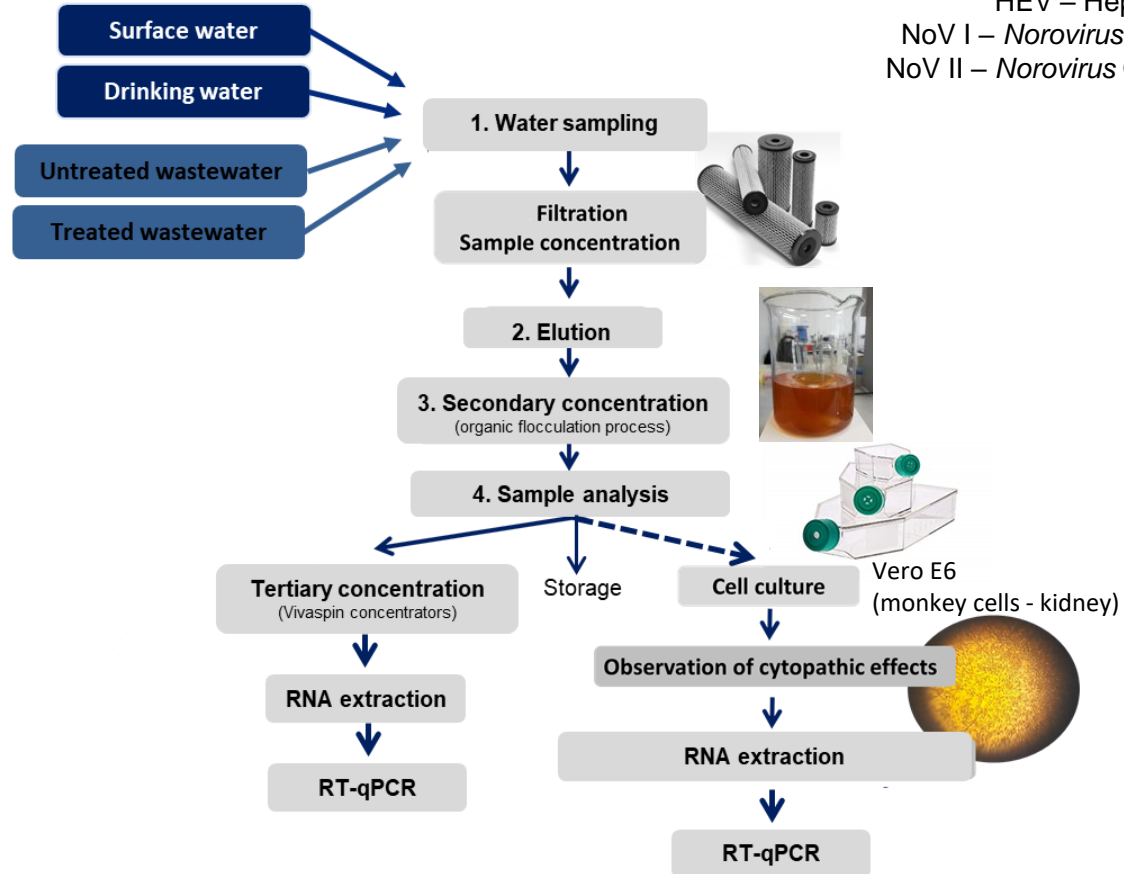 HEV – Hep
NoV I – Norovirus
NoV II – Norovirus
Surface water
Drinking water
Untreated wastewater
Treated wastewater
1. Water sampling
Filtration
Sample concentration
2. Elution
3. Secondary concentration
(organic flocculation process)
4. Sample analysis
Tertiary concentration
(Vivaspin concentrators)
RNA extraction
RT-qPCR
Storage
Cell culture
Vero E6
(monkey cells - kidney)
Observation of cytopathic effects
RNA extraction
RT-qPCR